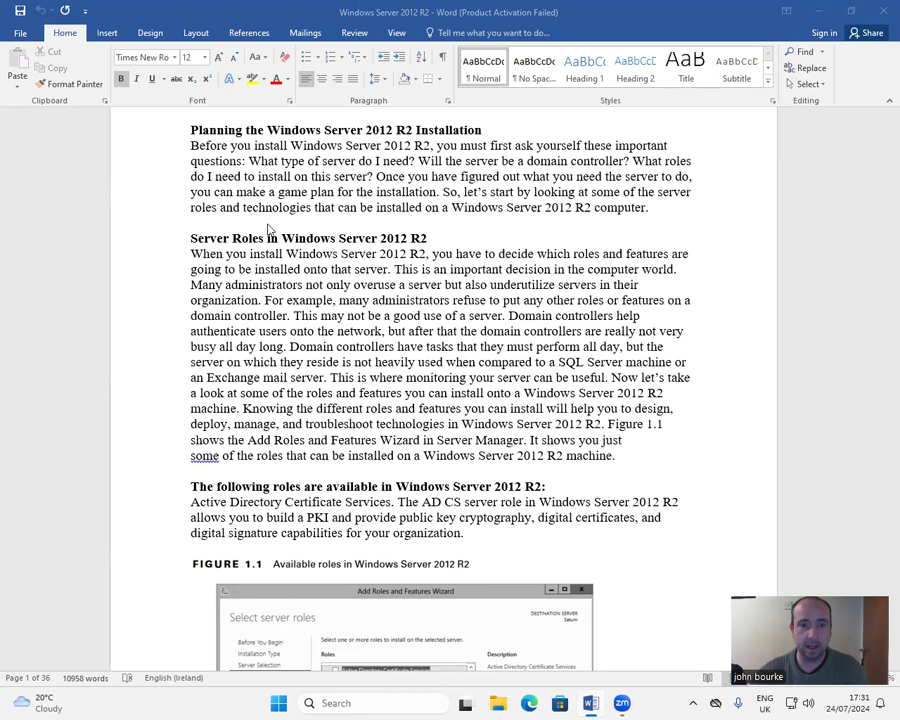 Windows Server 2012 R2 - Word (Product Activation Failed)
File Home Insert Design Layout References Mailings Review View Tell me what you want to do... Sign in Share
Paste
Cut
Copy
Format Painter
Clipboard
Times New Ro 12
Font
Paragraph
AaBbCcDc AaBbCcDc AaBbCc AaBbCcD AaB AaBbCcD
¶ Normal ¶ No Spac... Heading 1 Heading 2 Title Subtitle
Styles
Find
Replace
Select
Editing
Planning the Windows Server 2012 R2 Installation
Before you install Windows Server 2012 R2, you must first ask yourself these important
questions: What type of server do I need? Will the server be a domain controller? What roles
do I need to install on this server? Once you have figured out what you need the server to do,
you can make a game plan for the installation. So, let's start by looking at some of the server
roles and technologies that can be installed on a Windows Server 2012 R2 computer.
Server Roles in Windows Server 2012 R2
When you install Windows Server 2012 R2, you have to decide which roles and features are
going to be installed onto that server. This is an important decision in the computer world.
Many administrators not only overuse a server but also underutilize servers in their
organization. For example, many administrators refuse to put any other roles or features on a
domain controller. This may not be a good use of a server. Domain controllers help
authenticate users onto the network, but after that the domain controllers are really not very
busy all day long. Domain controllers have tasks that they must perform all day, but the
server on which they reside is not heavily used when compared to a SQL Server machine or
an Exchange mail server. This is where monitoring your server can be useful. Now let's take
a look at some of the roles and features you can install onto a Windows Server 2012 R2
machine. Knowing the different roles and features you can install will help you to design,
deploy, manage, and troubleshoot technologies in Windows Server 2012 R2. Figure 1.1
shows the Add Roles and Features Wizard in Server Manager. It shows you just
some of the roles that can be installed on a Windows Server 2012 R2 machine.
The following roles are available in Windows Server 2012 R2:
Active Directory Certificate Services. The AD CS server role in Windows Server 2012 R2
allows you to build a PKI and provide public key cryptography, digital certificates, and
digital signature capabilities for your organization.
FIGURE 1.1 Available roles in Windows Server 2012 R2
Add Roles and Features Wizard
Select server roles
DESTINATION SERVER
Saturn
Before You Begin
Installation Type
Server Selection
Select one or more roles to install on the selected server.
Roles
Active Directory Certificate Services
Description
Active Directory Certificate Services
john bourke
Page 1 of 36 10958 words English (Ireland)
20°C
Cloudy
Search
ENG
UK
17:31
24/07/2024